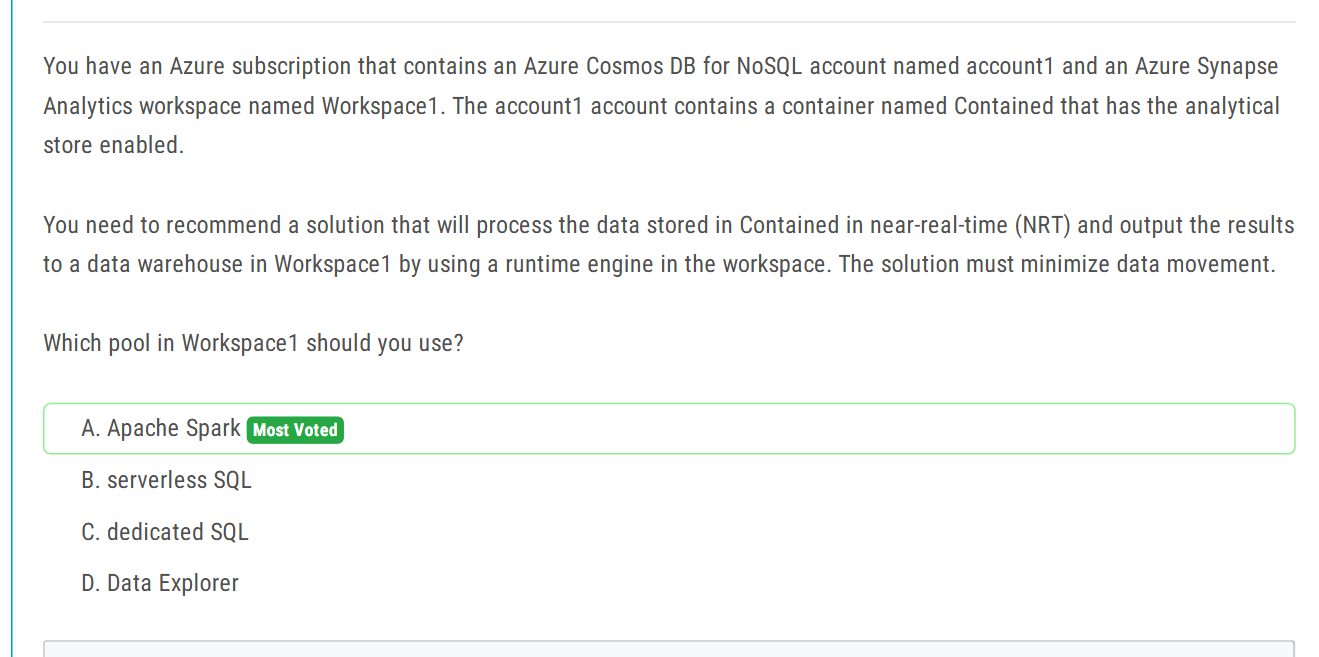 You have an Azure subscription that contains an Azure Cosmos DB for NoSQL account named account1 and an Azure Synapse
Analytics workspace named Workspace1. The account1 account contains a container named Contained that has the analytical
store enabled.
You need to recommend a solution that will process the data stored in Contained in near-real-time (NRT) and output the results
to a data warehouse in Workspace1 by using a runtime engine in the workspace. The solution must minimize data movement.
Which pool in Workspace1 should you use?
A. Apache Spark Most Voted
B. serverless SQL
C. dedicated SQL
D. Data Explorer